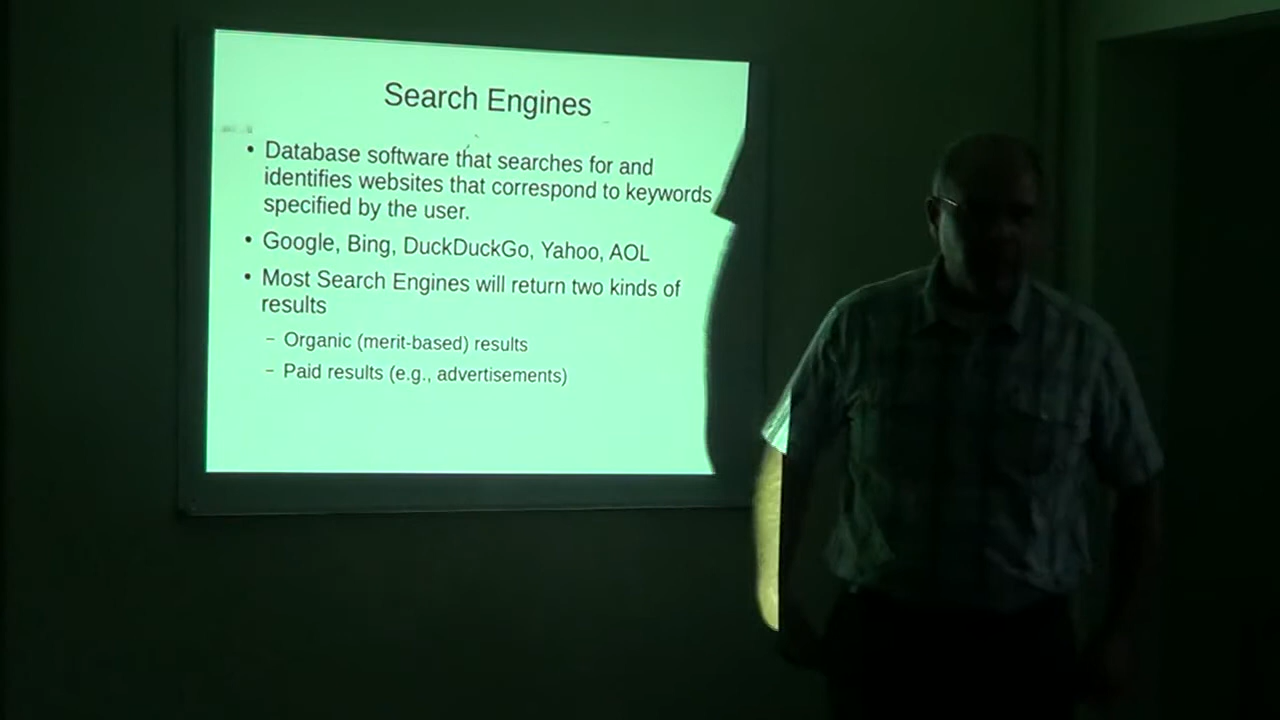 Search Engines
• Database software that searches for and
identifies websites that correspond to keywords
specified by the user.
• Google, Bing, DuckDuckGo, Yahoo, AOL
• Most Search Engines will return two kinds of
results
– Organic (merit-based) results
– Paid results (e.g., advertisements)